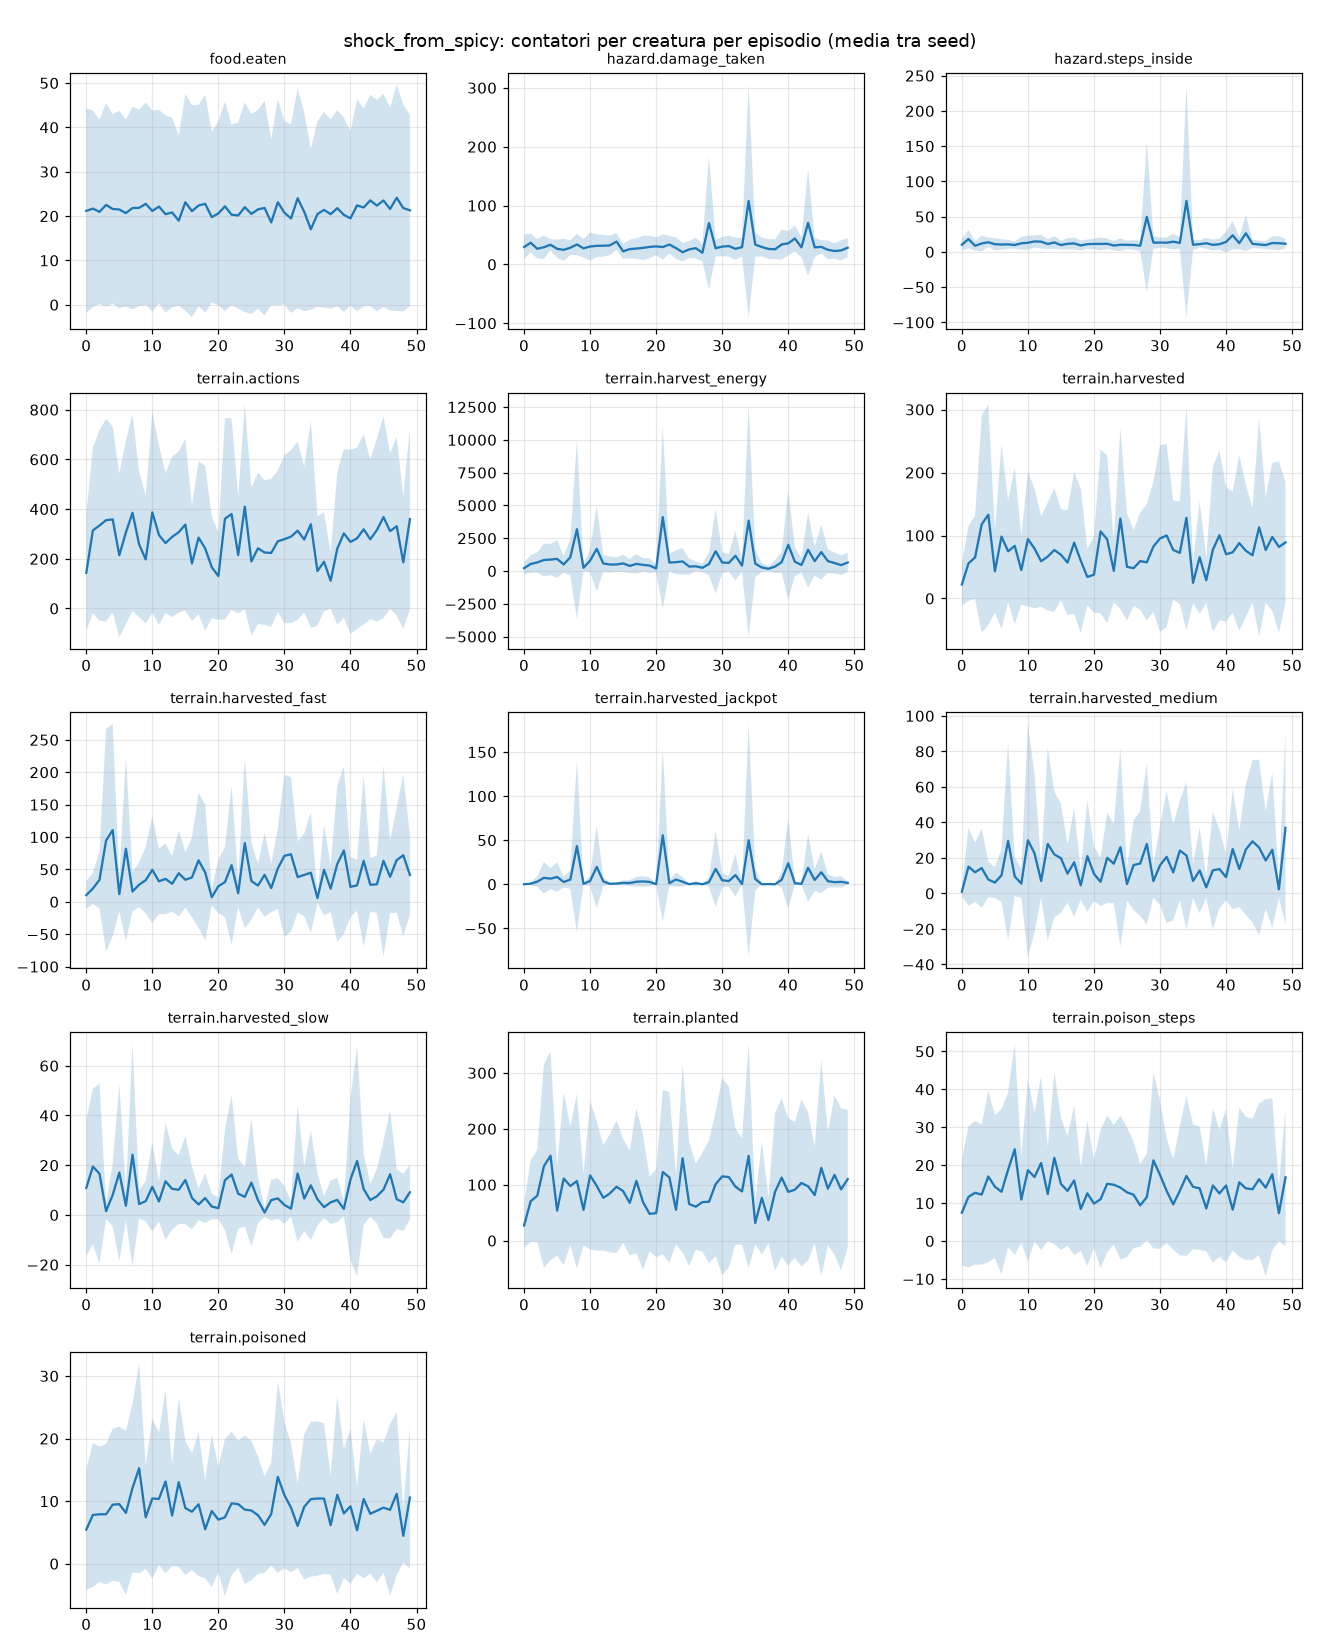 shock_from_spicy: contatori per creatura per episodio (media tra seed)
food.eaten
50
40
30
20
10
0
0 10 20 30 40 50
hazard.damage_taken
300
200
100
0
−100
0 10 20 30 40 50
hazard.steps_inside
250
200
150
100
50
0
−50
−100
0 10 20 30 40 50
terrain.actions
800
600
400
200
0
0 10 20 30 40 50
terrain.harvest_energy
12500
10000
7500
5000
2500
0
−2500
−5000
0 10 20 30 40 50
terrain.harvested
300
200
100
0
0 10 20 30 40 50
terrain.harvested_fast
250
200
150
100
50
0
−50
−100
0 10 20 30 40 50
terrain.harvested_jackpot
150
100
50
0
−50
0 10 20 30 40 50
terrain.harvested_medium
100
80
60
40
20
0
−20
−40
0 10 20 30 40 50
terrain.harvested_slow
60
40
20
0
−20
0 10 20 30 40 50
terrain.planted
300
200
100
0
0 10 20 30 40 50
terrain.poison_steps
50
40
30
20
10
0
−10
0 10 20 30 40 50
terrain.poisoned
30
20
10
0
0 10 20 30 40 50